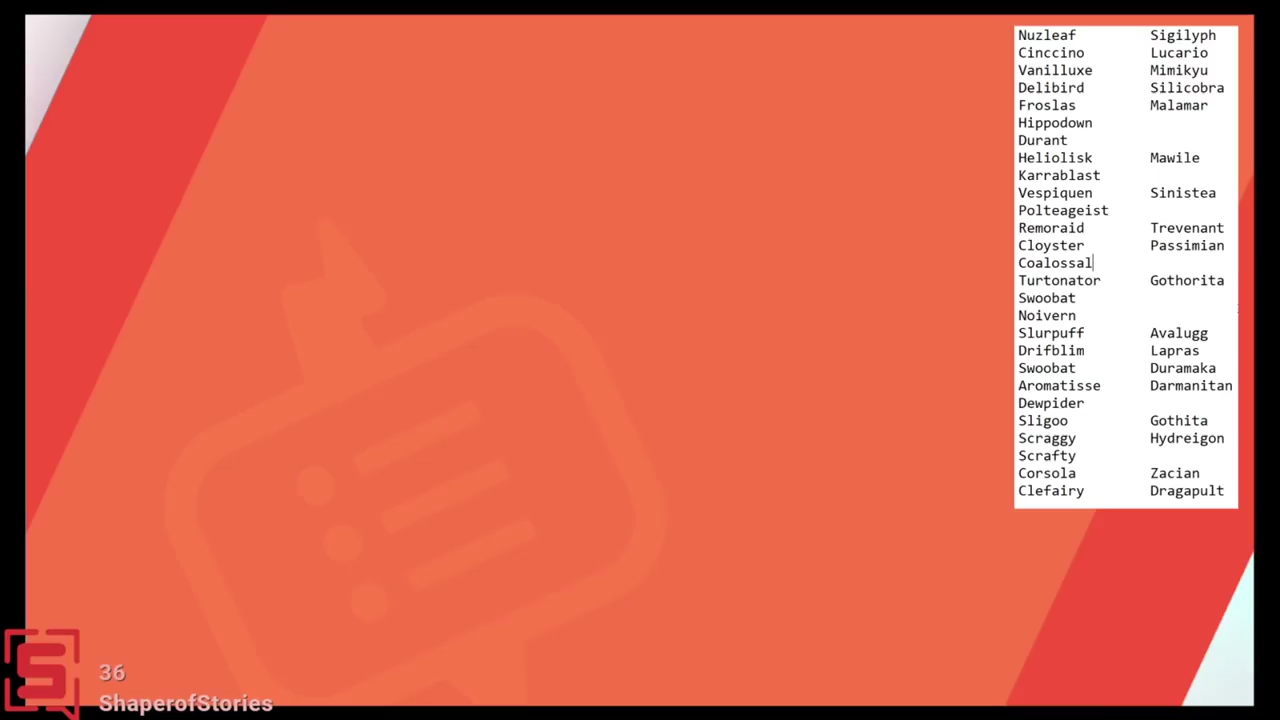 Nuzleaf Sigilyph
Cinccino Lucario
Vanilluxe Mimikyu
Delibird Silicobra
Froslas Malamar
Hippodown
Durant
Heliolisk Mawile
Karrablast
Vespiquen Sinistea
Polteageist
Remoraid Trevenant
Cloyster Passimian
Coalossal
Turtonator Gothorita
Swoobat
Noivern
Slurpuff Avalugg
Drifblim Lapras
Swoobat Duramaka
Aromatisse Darmanitan
Dewpider
Sligoo Gothita
Scraggy Hydreigon
Scrafty
Corsola Zacian
Clefairy Dragapult
36
ShaperofStories